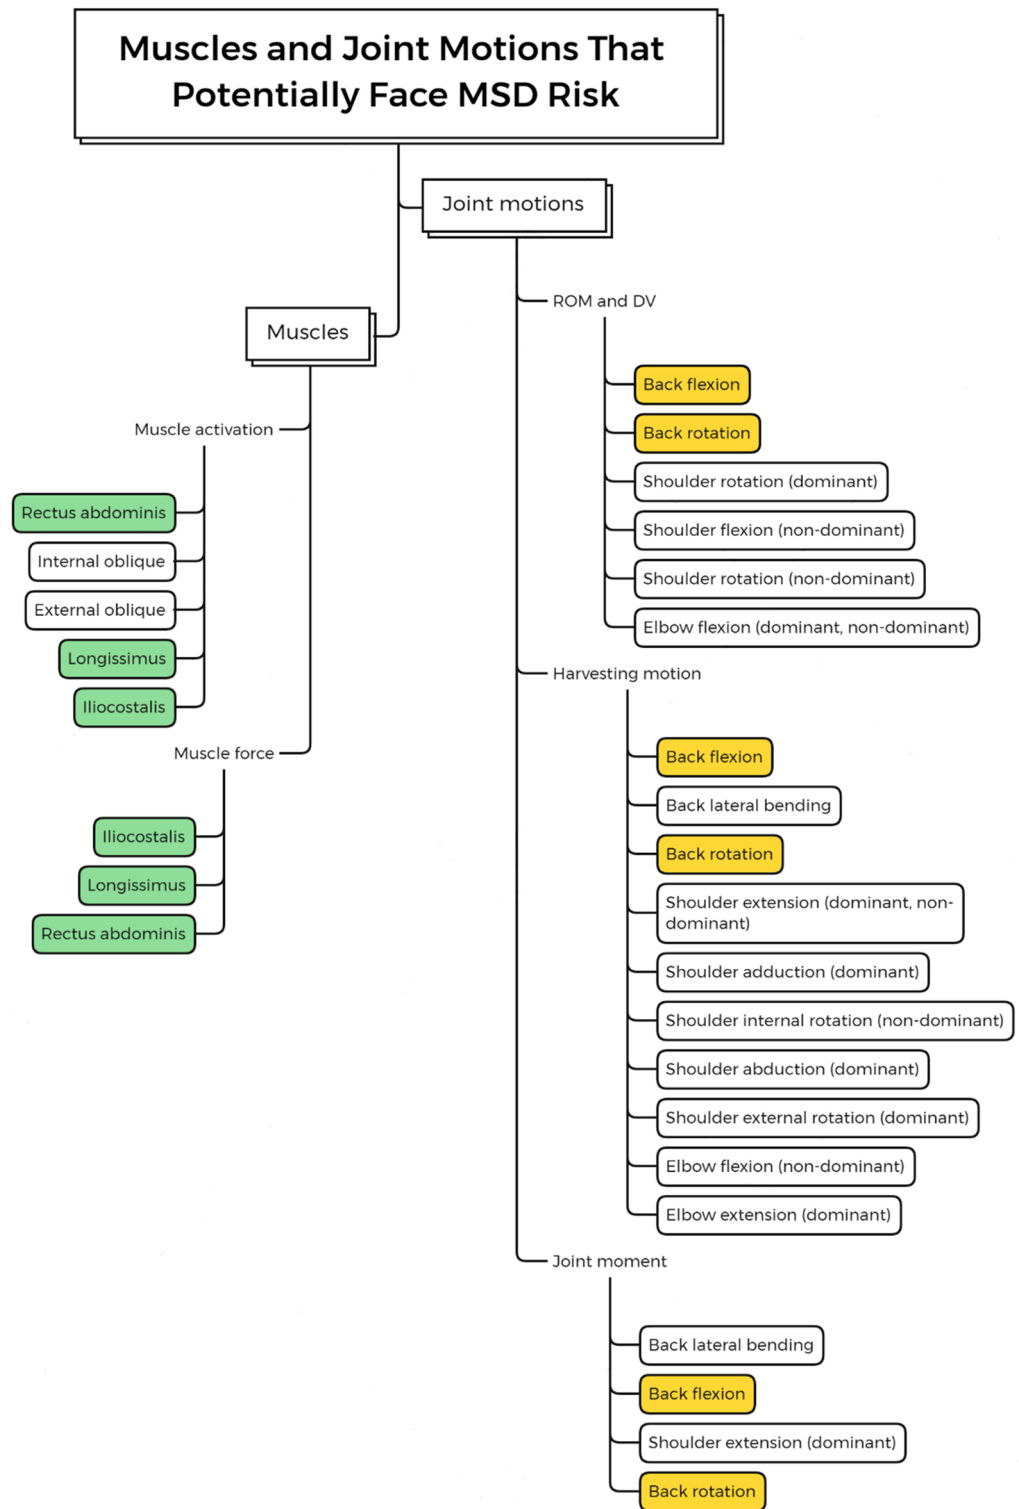 Muscles and Joint Motions That
Potentially Face MSD Risk
Joint motions
ROM and DV
Back flexion
Back rotation
Shoulder rotation (dominant)
Shoulder flexion (non-dominant)
Shoulder rotation (non-dominant)
Elbow flexion (dominant, non-dominant)
Harvesting motion
Back flexion
Back lateral bending
Back rotation
Shoulder extension (dominant, non-
dominant)
Shoulder adduction (dominant)
Shoulder internal rotation (non-dominant)
Shoulder abduction (dominant)
Shoulder external rotation (dominant)
Elbow flexion (non-dominant)
Elbow extension (dominant)
Joint moment
Back lateral bending
Back flexion
Shoulder extension (dominant)
Back rotation
Muscles
Muscle activation
Rectus abdominis
Internal oblique
External oblique
Longissimus
Iliocostalis
Muscle force
Iliocostalis
Longissimus
Rectus abdominis